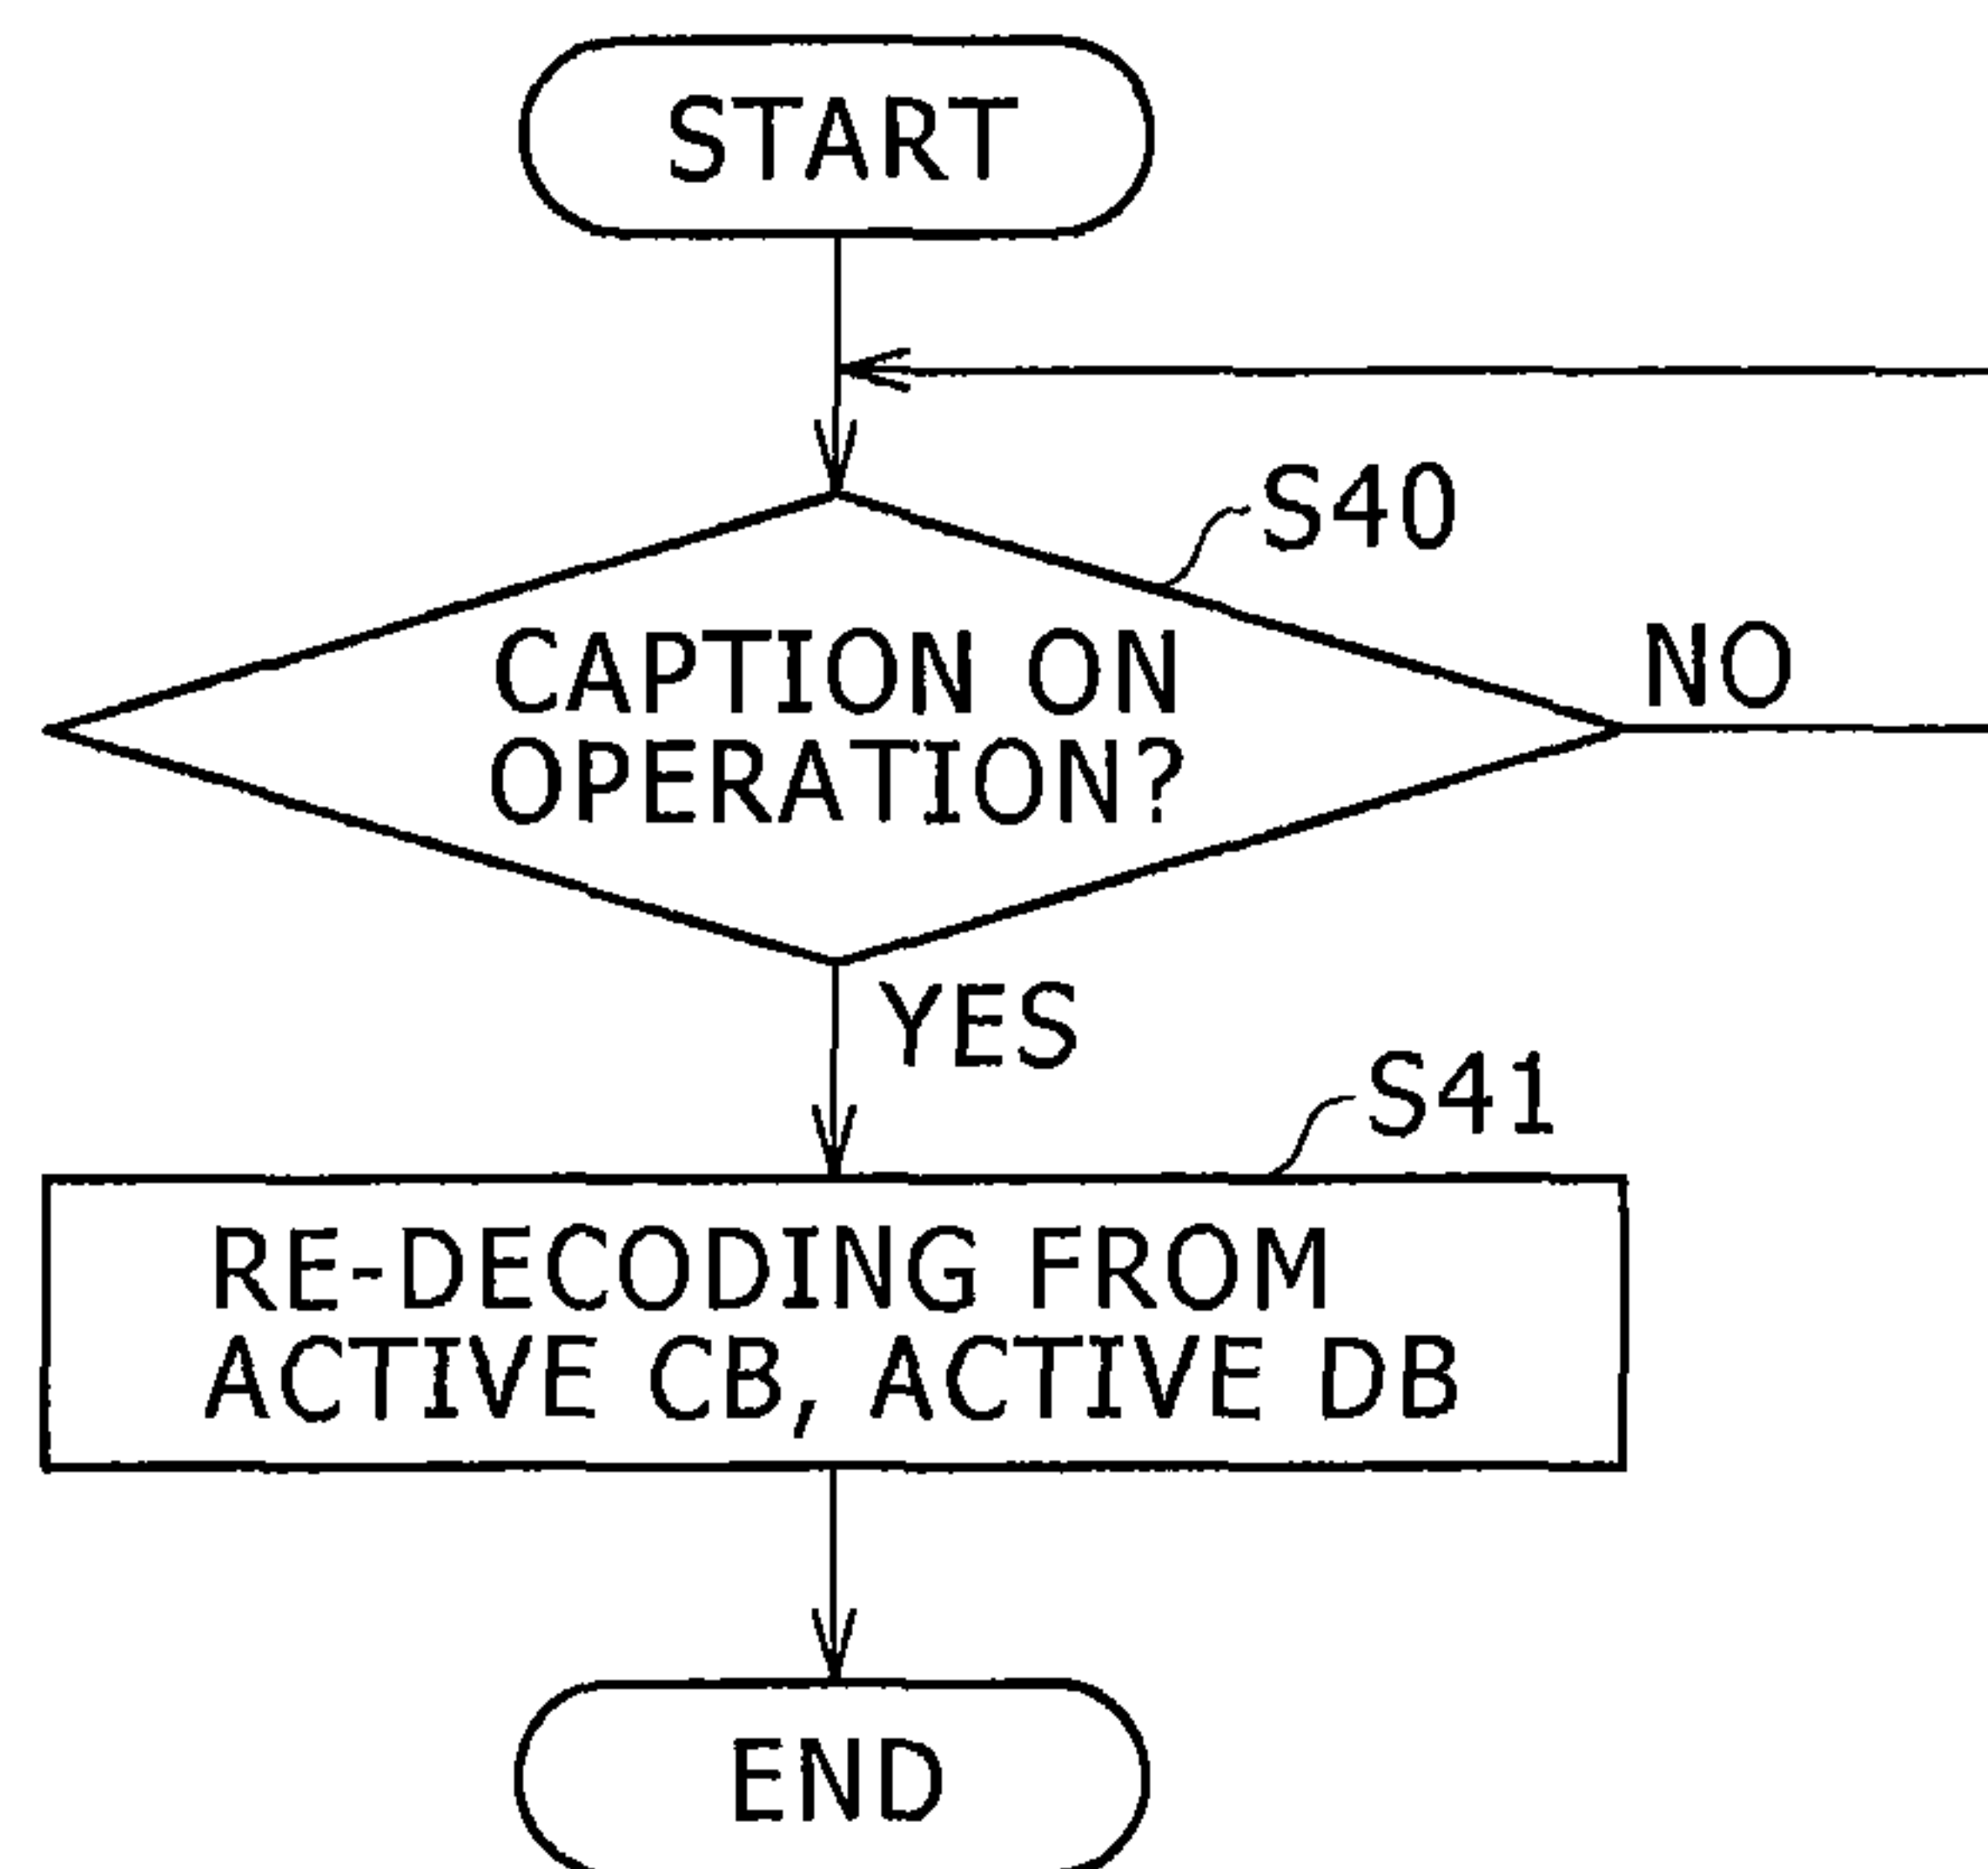 START
S40
CAPTION ON
OPERATION?
NO
YES
S41
RE-DECODING FROM
ACTIVE CB, ACTIVE DB
END